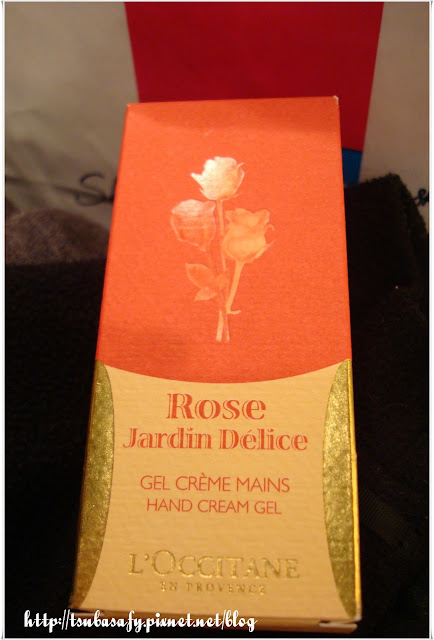 Rose
Jardin Délice
GEL CRÈME MAINS
HAND CREAM GEL
L'OCCITANE
EN PROVENCE
http://tsubasafy.pixnet.net/blog